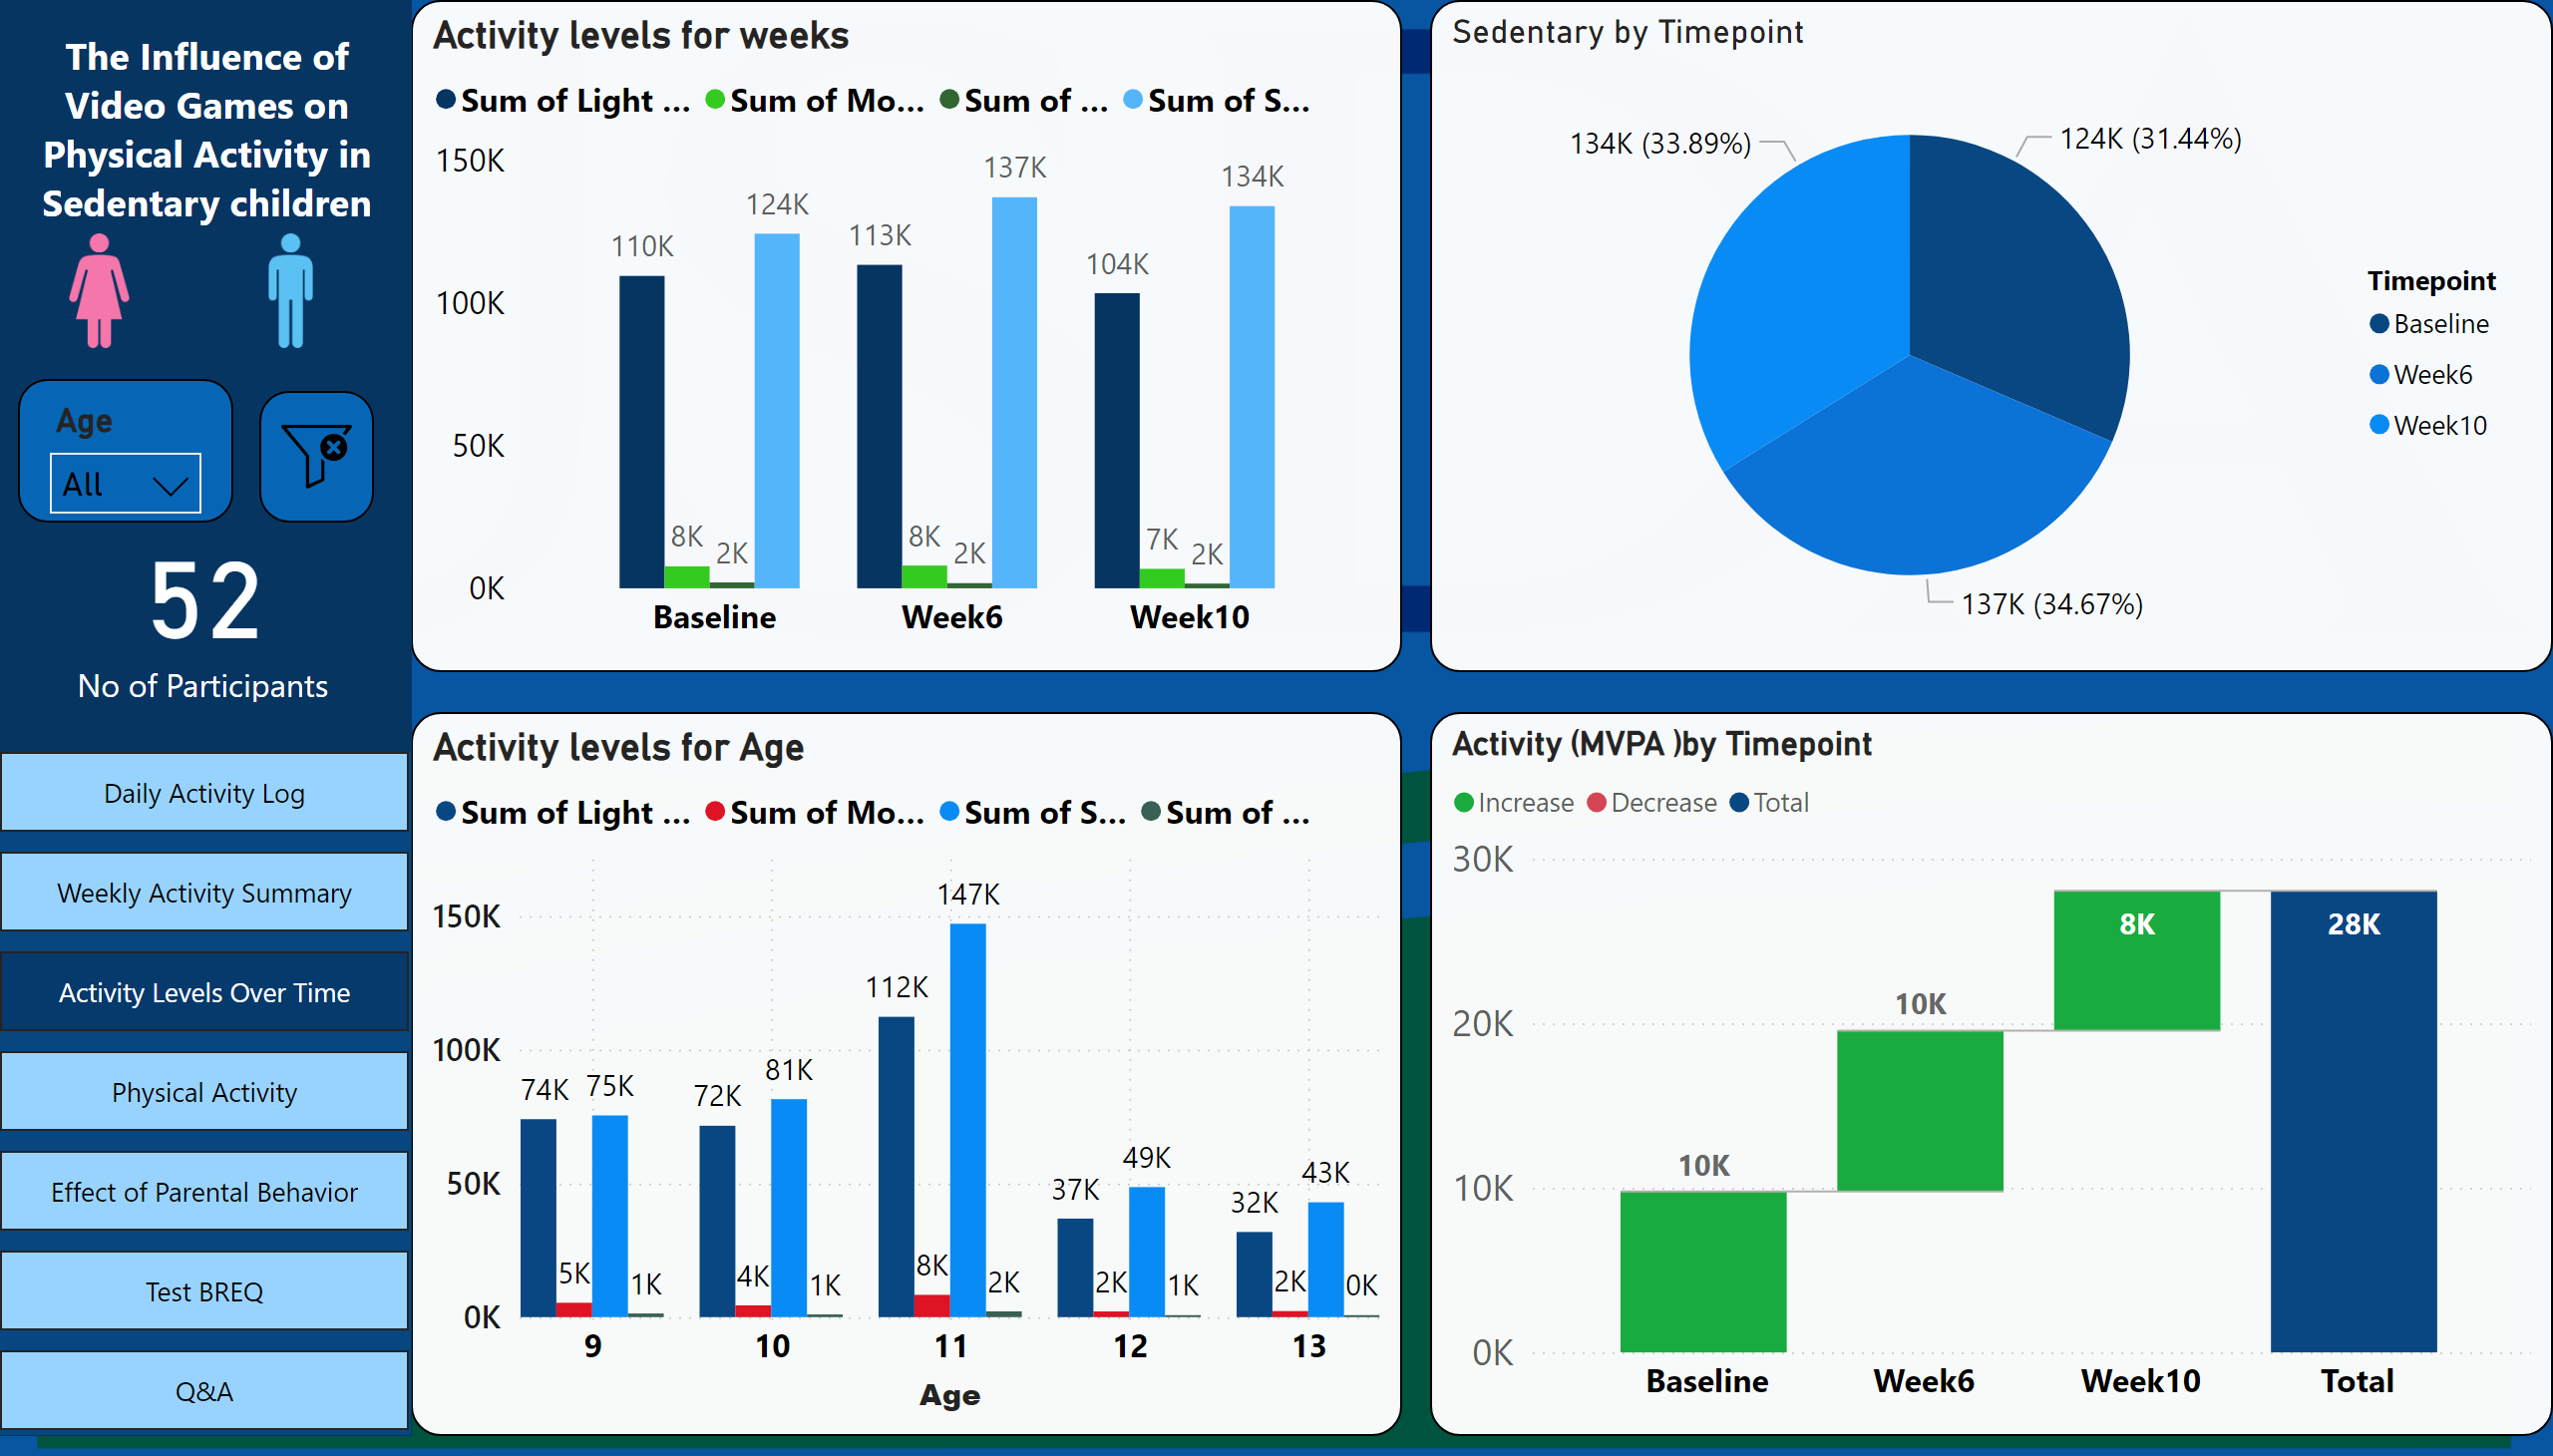 The Influence of
Video Games on
Physical Activity in
Sedentary children
Age
All
52
No of Participants
Daily Activity Log
Weekly Activity Summary
Activity Levels Over Time
Physical Activity
Effect of Parental Behavior
Test BREQ
Q&A
Activity levels for weeks
Sum of Light ... Sum of Mo... Sum of ... Sum of S...
150K
100K
50K
0K
110K 8K 2K 124K
113K 8K 2K 137K
104K 7K 2K 134K
Baseline Week6 Week10
Sedentary by Timepoint
134K (33.89%)
124K (31.44%)
137K (34.67%)
Timepoint
Baseline
Week6
Week10
Activity levels for Age
Sum of Light ... Sum of Mo... Sum of S... Sum of ...
150K
100K
50K
0K
74K 5K 75K 1K
72K 4K 81K 1K
112K 8K 147K 2K
37K 2K 49K 1K
32K 2K 43K 0K
9 10 11 12 13
Age
Activity (MVPA )by Timepoint
Increase Decrease Total
30K
20K
10K
0K
10K 10K 8K 28K
Baseline Week6 Week10 Total